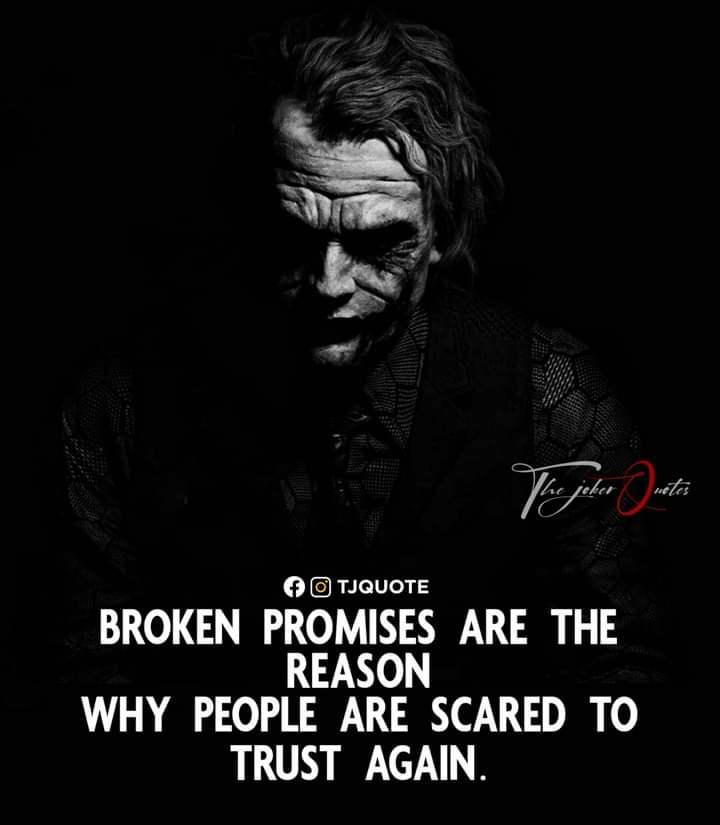 The joker Quotes
TJQUOTE
BROKEN PROMISES ARE THE
REASON
WHY PEOPLE ARE SCARED TO
TRUST AGAIN.